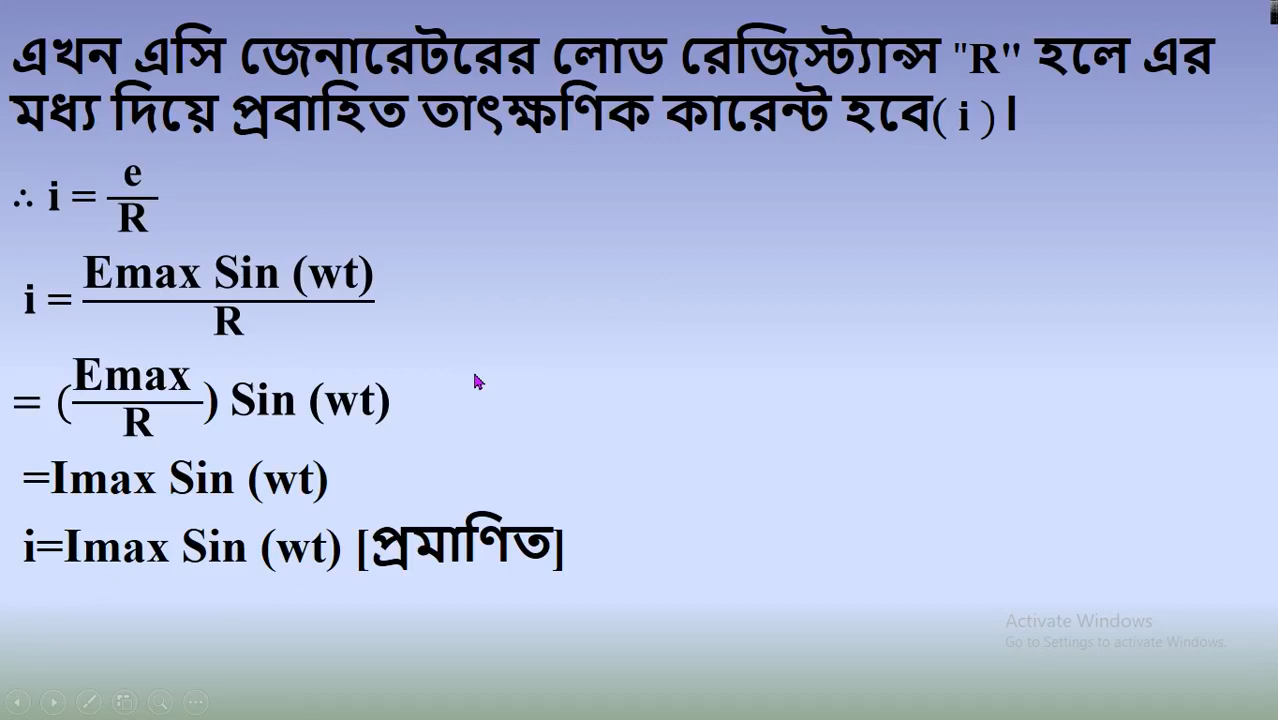 এখন এসি জেনারেটরের লোড রেজিস্ট্যান্স "R" হলে এর
মধ্য দিয়ে প্রবাহিত তাৎক্ষণিক কারেন্ট হবে( i )।
∴ i = e/R
i = Emax Sin (wt)/R
= (Emax/R) Sin (wt)
=Imax Sin (wt)
i=Imax Sin (wt) [প্রমাণিত]
Activate Windows
Go to Settings to activate Windows.